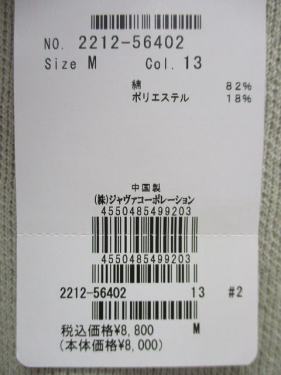 NO. 2212-56402
Size M Col. 13
綿 82%
ポリエステル 18%
中国製
(株)ジャヴァコーポレーション
4550485499203
4550485499203
2212-56402 13 #2
税込価格¥8,800 M
(本体価格¥8,000)